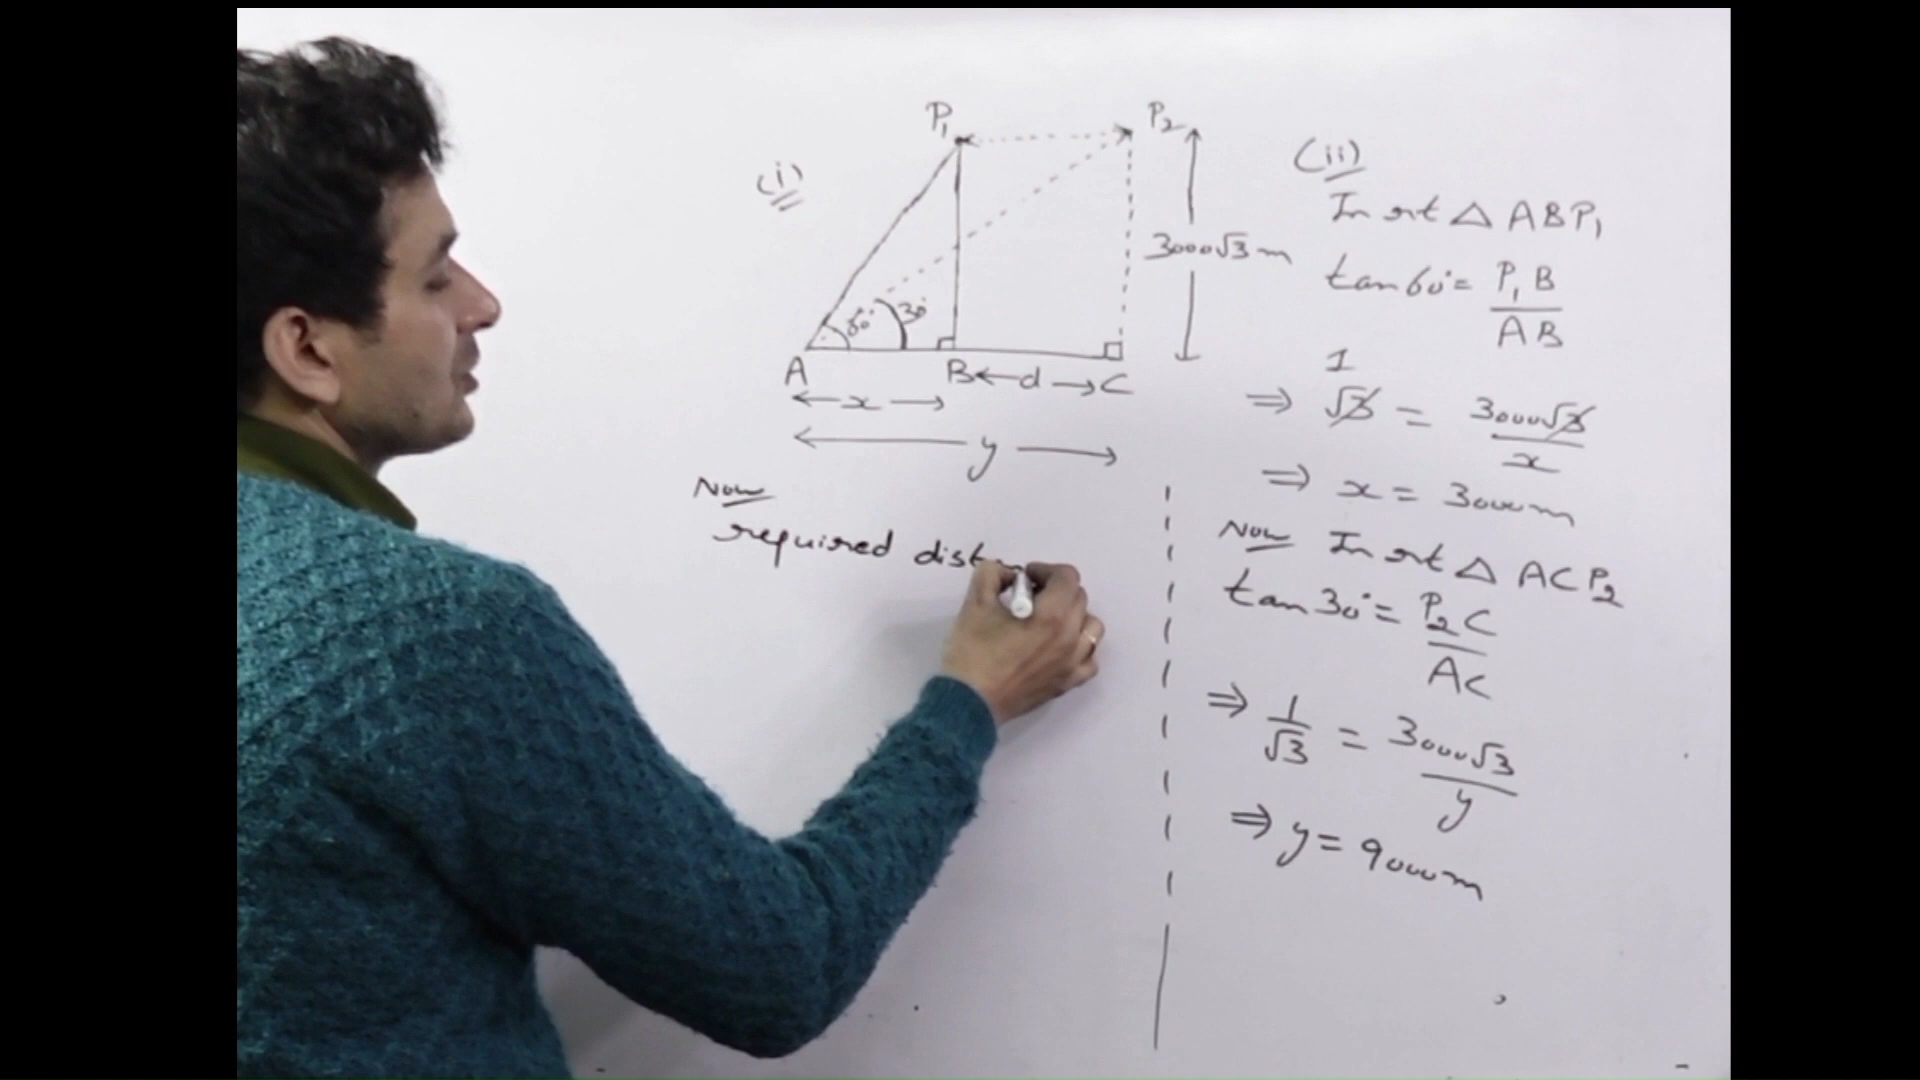 (i)
P₁
P₂
3000√3 m
60°
30°
A
B
d
C
x
y
Now
required
(ii)
In rt △ ABP₁
tan 60° = P₁B / AB
1
⇒ √3 = 3000√3 / x
⇒ x = 3000m
Now In rt △ ACP₂
tan 30° = P₂C / AC
⇒ 1/√3 = 3000√3 / y
⇒ y = 9000m